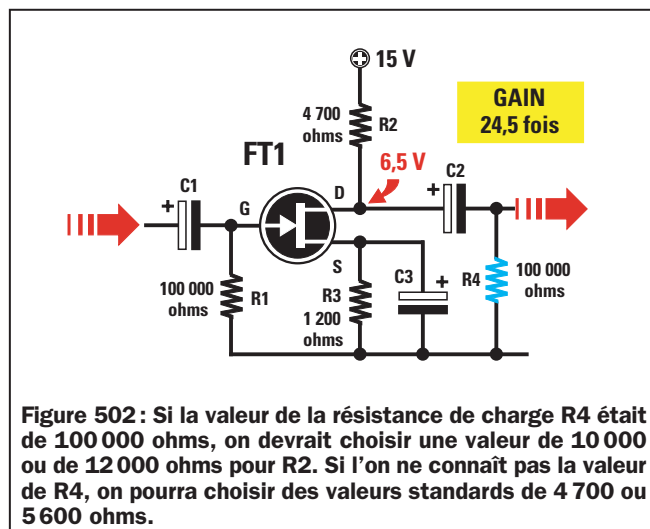 15 V
4 700
ohms
R2
GAIN
24,5 fois
FT1
6,5 V
C1
+
G
D
C2
+
S
100 000
ohms
R1
R3
1 200
ohms
C3
+
R4
100 000
ohms
Figure 502 : Si la valeur de la résistance de charge R4 était
de 100 000 ohms, on devrait choisir une valeur de 10 000
ou de 12 000 ohms pour R2. Si l'on ne connaît pas la valeur
de R4, on pourra choisir des valeurs standards de 4 700 ou
5 600 ohms.